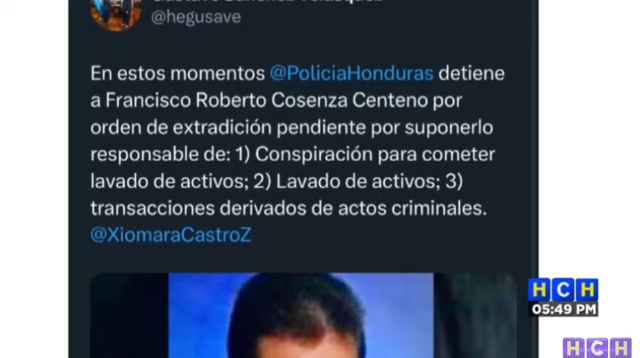 @hegusave
En estos momentos @PoliciaHonduras detiene
a Francisco Roberto Cosenza Centeno por
orden de extradición pendiente por suponerlo
responsable de: 1) Conspiración para cometer
lavado de activos; 2) Lavado de activos; 3)
transacciones derivados de actos criminales.
@XiomaraCastroZ
HCH
05:49 PM
HCH